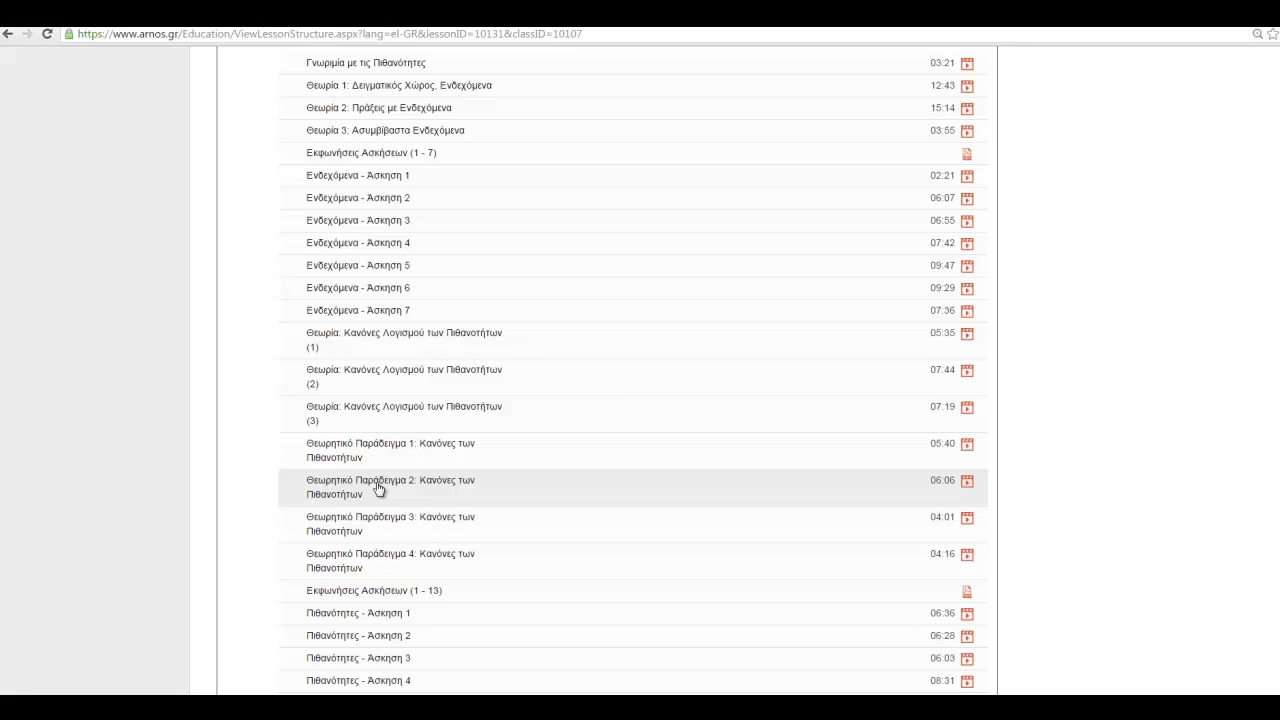 https://www.arnos.gr/Education/ViewLessonStructure.aspx?lang=el-GR&lessonID=10131&classID=10107
Γνωριμία με τις Πιθανότητες 03:21
Θεωρία 1: Δειγματικός Χώρος, Ενδεχόμενα 12:43
Θεωρία 2: Πράξεις με Ενδεχόμενα 15:14
Θεωρία 3: Ασυμβίβαστα Ενδεχόμενα 03:55
Εκφωνήσεις Ασκήσεων (1 - 7)
Ενδεχόμενα - Άσκηση 1 02:21
Ενδεχόμενα - Άσκηση 2 06:07
Ενδεχόμενα - Άσκηση 3 06:55
Ενδεχόμενα - Άσκηση 4 07:42
Ενδεχόμενα - Άσκηση 5 09:47
Ενδεχόμενα - Άσκηση 6 09:29
Ενδεχόμενα - Άσκηση 7 07:36
Θεωρία: Κανόνες Λογισμού των Πιθανοτήτων 05:35
(1)
Θεωρία: Κανόνες Λογισμού των Πιθανοτήτων 07:44
(2)
Θεωρία: Κανόνες Λογισμού των Πιθανοτήτων 07:19
(3)
Θεωρητικό Παράδειγμα 1: Κανόνες των 05:40
Πιθανοτήτων
Θεωρητικό Παράδειγμα 2: Κανόνες των 06:06
Πιθανοτήτων
Θεωρητικό Παράδειγμα 3: Κανόνες των 04:01
Πιθανοτήτων
Θεωρητικό Παράδειγμα 4: Κανόνες των 04:16
Πιθανοτήτων
Εκφωνήσεις Ασκήσεων (1 - 13)
Πιθανότητες - Άσκηση 1 06:36
Πιθανότητες - Άσκηση 2 06:28
Πιθανότητες - Άσκηση 3 06:03
Πιθανότητες - Άσκηση 4 08:31